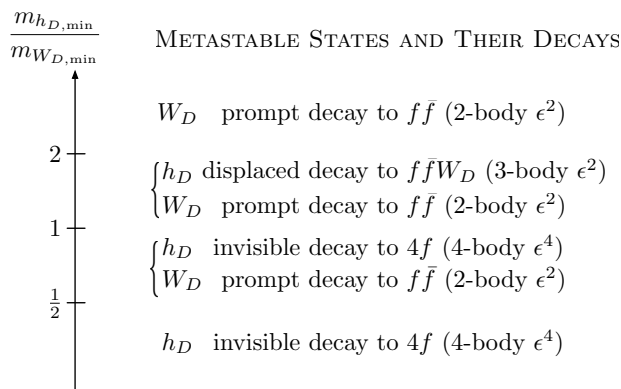 m_{h_D,min} / m_{W_D,min}
METASTABLE STATES AND THEIR DECAYS
W_D prompt decay to f f̄ (2-body ϵ²)
2
h_D displaced decay to f f̄ W_D (3-body ϵ²)
W_D prompt decay to f f̄ (2-body ϵ²)
1
h_D invisible decay to 4f (4-body ϵ⁴)
W_D prompt decay to f f̄ (2-body ϵ²)
1/2
h_D invisible decay to 4f (4-body ϵ⁴)